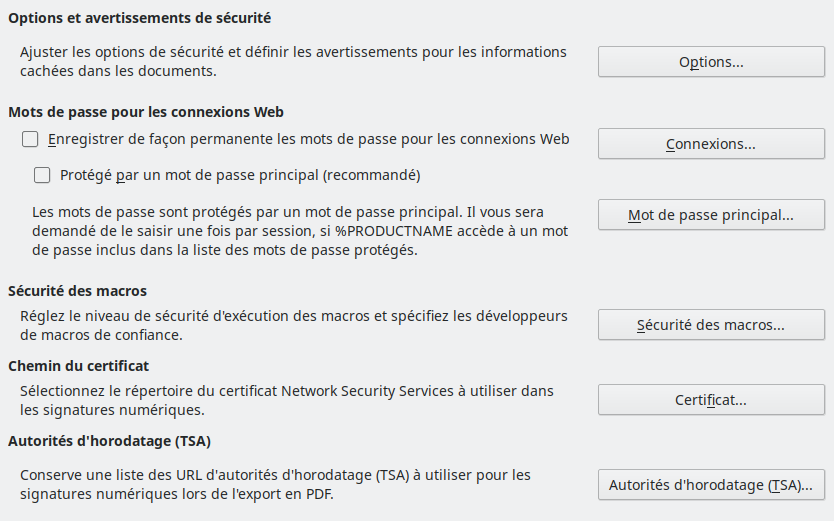 Options et avertissements de sécurité
Ajuster les options de sécurité et définir les avertissements pour les informations
cachées dans les documents.
Options...
Mots de passe pour les connexions Web
Enregistrer de façon permanente les mots de passe pour les connexions Web
Connexions...
Protégé par un mot de passe principal (recommandé)
Les mots de passe sont protégés par un mot de passe principal. Il vous sera
demandé de le saisir une fois par session, si %PRODUCTNAME accède à un mot
de passe inclus dans la liste des mots de passe protégés.
Mot de passe principal...
Sécurité des macros
Réglez le niveau de sécurité d'exécution des macros et spécifiez les développeurs
de macros de confiance.
Sécurité des macros...
Chemin du certificat
Sélectionnez le répertoire du certificat Network Security Services à utiliser dans
les signatures numériques.
Certificat...
Autorités d'horodatage (TSA)
Conserve une liste des URL d'autorités d'horodatage (TSA) à utiliser pour les
signatures numériques lors de l'export en PDF.
Autorités d'horodatage (TSA)...